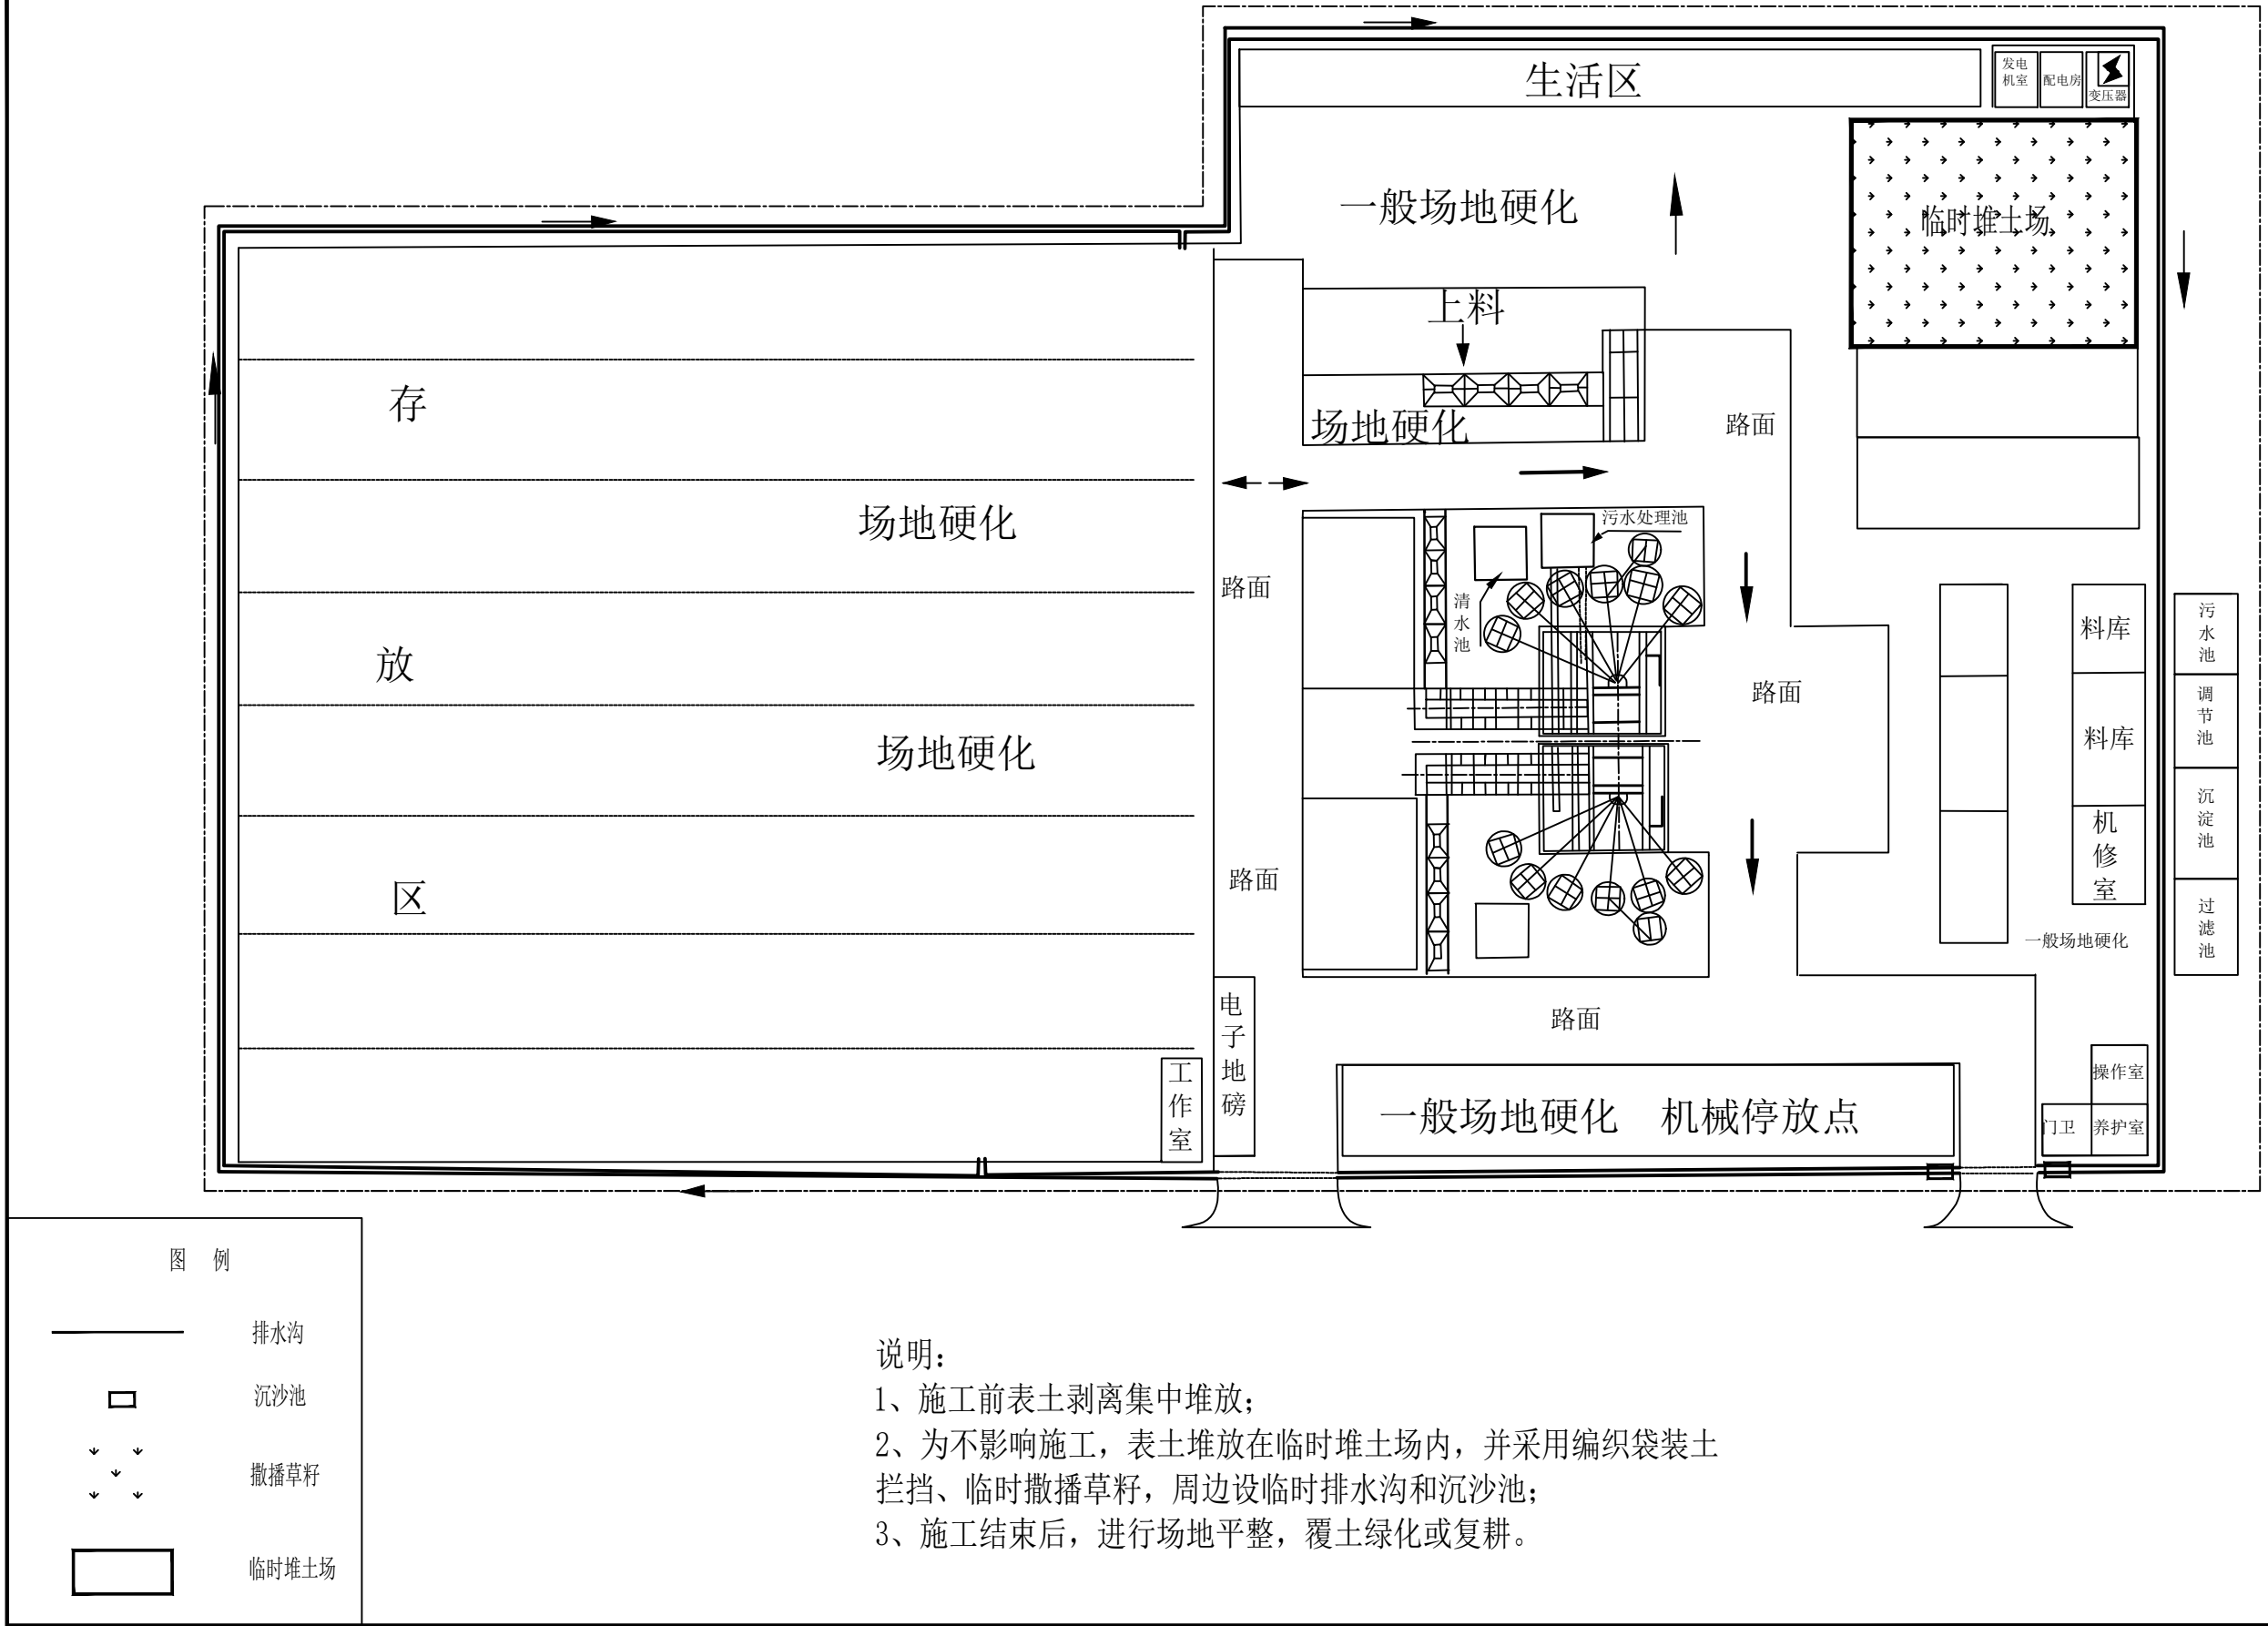 生活区
发电
机室
配电房
变压器
一般场地硬化
临时堆土场
上料
场地硬化
路面
存
放
区
场地硬化
场地硬化
路面
路面
污水处理池
清
水
池
路面
料库
料库
机
修
室
一般场地硬化
污
水
池
调
节
池
沉
淀
池
过
滤
池
电
子
地
磅
工
作
室
路面
一般场地硬化 机械停放点
操作室
门卫
养护室
图 例
排水沟
沉沙池
撒播草籽
临时堆土场
说明:
1、施工前表土剥离集中堆放;
2、为不影响施工,表土堆放在临时堆土场内,并采用编织袋装土
拦挡、临时撒播草籽,周边设临时排水沟和沉沙池;
3、施工结束后,进行场地平整,覆土绿化或复耕。